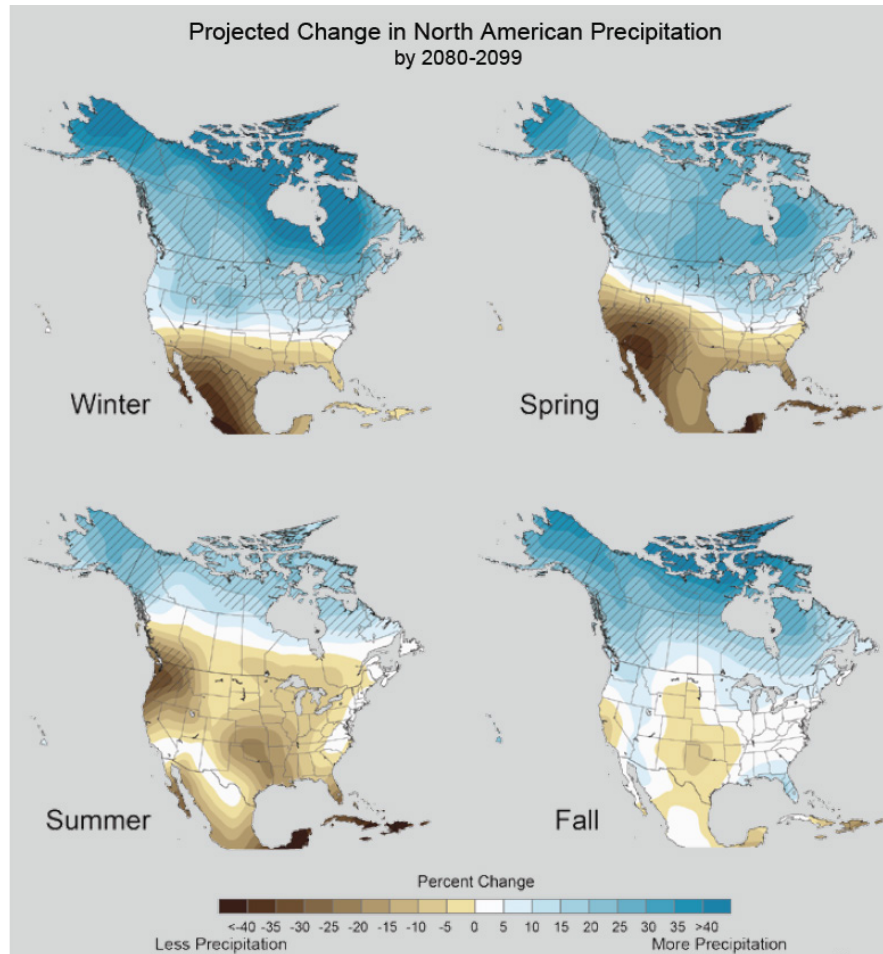 Projected Change in North American Precipitation
by 2080-2099
Winter
Spring
Summer
Fall
Percent Change
<-40 -35 -30 -25 -20 -15 -10 -5 0 5 10 15 20 25 30 35 >40
Less Precipitation More Precipitation